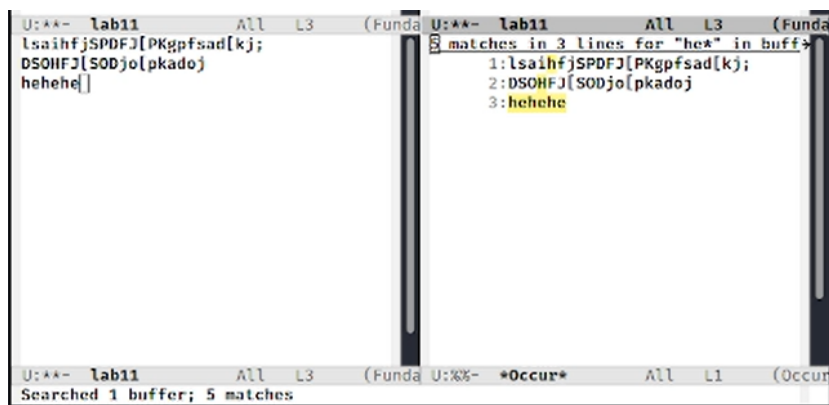 U:**- lab11 All L3 (Funda
lsaihfjSPDFJ[PKgpfsad[kj;
DSOHFJ[SODjo[pkadoj
hehehe
U:**- lab11 All L3 (Funda
Searched 1 buffer; 5 matches
U:**- lab11 All L3 (Funda
5 matches in 3 lines for "he*" in buff
1:lsaihfjSPDFJ[PKgpfsad[kj;
2:DSOHFJ[SODjo[pkadoj
3:hehehe
U:%%- *Occur* All L1 (Occur